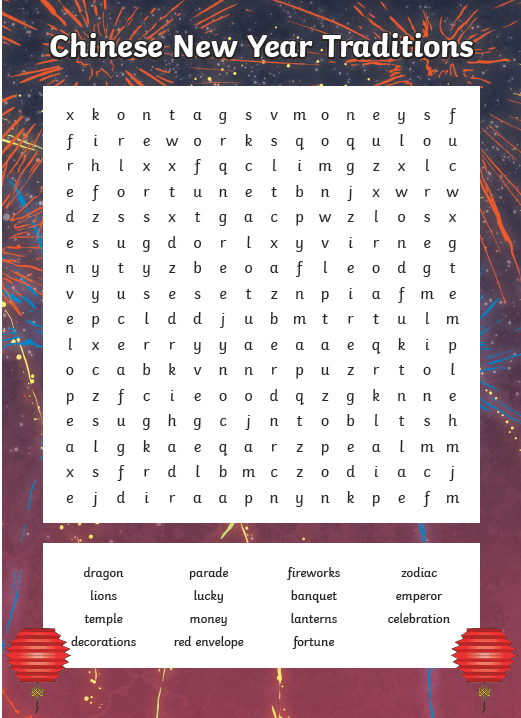 Chinese New Year Traditions
x k o n t a g s v m o n e y s f
f i r e w o r k s q o q u l o u
r h l x x f q c l i m g z x l c
e f o r t u n e t b n j x w r w
d z s s x t g a c p w z l o s x
e s u g d o r l x y v i r n e g
n y t y z b e o a f l e o d g t
v y u s e s e t z n p i a f m e
e p c l d d j u b m t r t u l m
l x e r r y y a e a a e q k i p
o c a b k v n n r p u z r t o l
p z f c i e o o d q z g k n n e
e s u g h g c j n t o b l t s h
a l g k a e q a r z p e a l m m
x s f r d l b m c z o d i a c j
e j d i r a a p n y n k p e f m
dragon parade fireworks zodiac
lions lucky banquet emperor
temple money lanterns celebration
decorations red envelope fortune